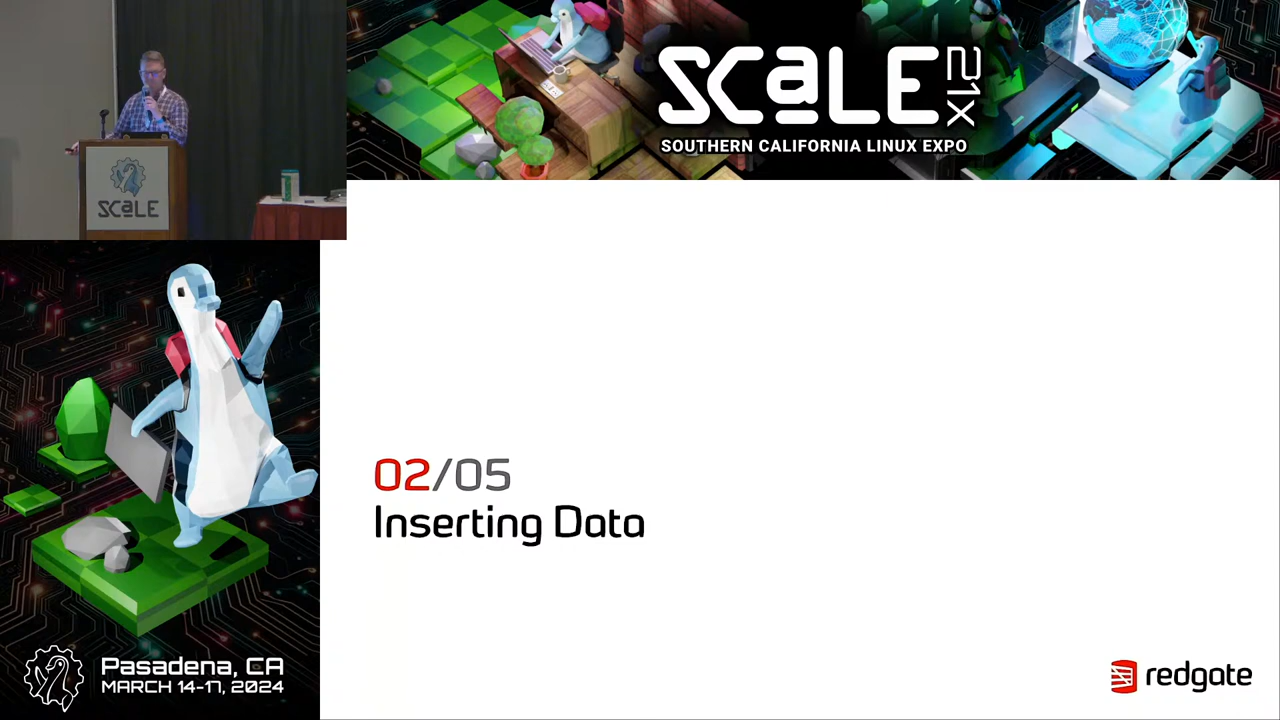 SCALE 21X
SOUTHERN CALIFORNIA LINUX EXPO
SCALE
02/05
Inserting Data
Pasadena, CA
MARCH 14-17, 2024
redgate